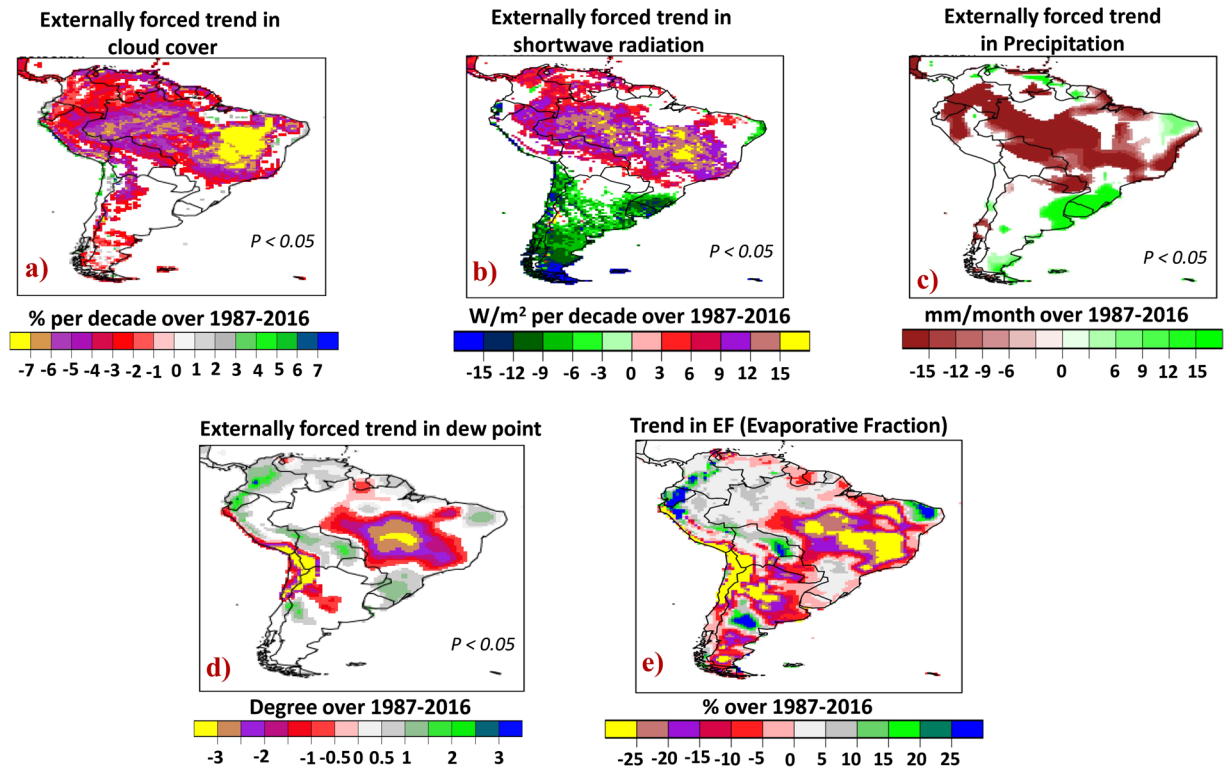 Externally forced trend in
cloud cover
P < 0.05
a)
% per decade over 1987-2016
-7 -6 -5 -4 -3 -2 -1 0 1 2 3 4 5 6 7
Externally forced trend in
shortwave radiation
P < 0.05
b)
W/m² per decade over 1987-2016
-15 -12 -9 -6 -3 0 3 6 9 12 15
Externally forced trend
in Precipitation
P < 0.05
c)
mm/month over 1987-2016
-15 -12 -9 -6 0 6 9 12 15
Externally forced trend in dew point
P < 0.05
d)
Degree over 1987-2016
-3 -2 -1 -0.5 0 0.5 1 2 3
Trend in EF (Evaporative Fraction)
e)
% over 1987-2016
-25 -20 -15 -10 -5 0 5 10 15 20 25